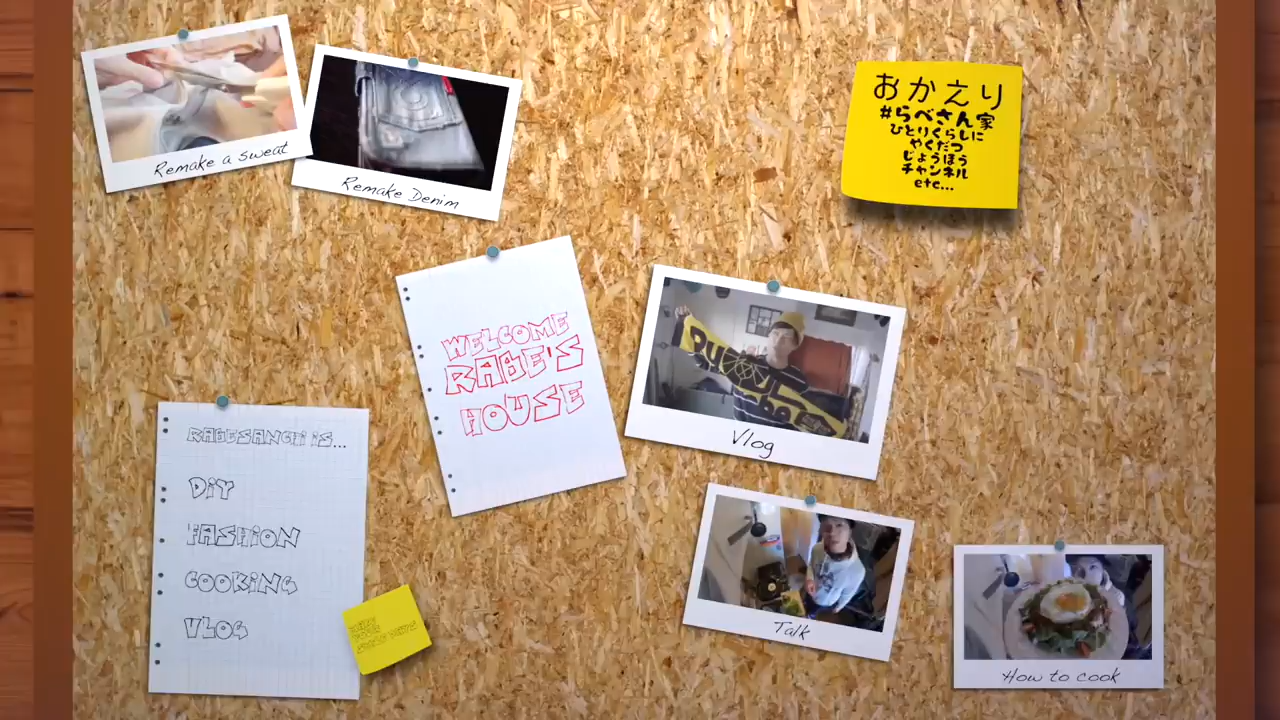 Remake a sweat
Remake Denim
おかえり
#らべさん家
ひとりくらしに
やくだつ
じょうほう
チャンネル
etc...
WELCOME
RABE'S
HOUSE
Vlog
RABESANCHI IS...
DIY
FASHION
COOKING
VLOG
Talk
How to cook